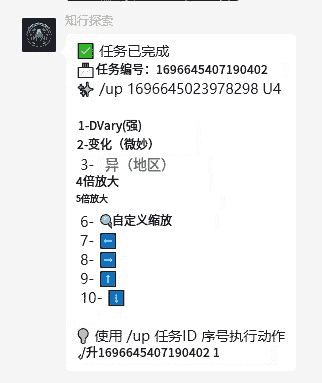 知行探索
✅ 任务已完成
任务编号：1696645407190402
/up 1696645023978298 U4
1-DVary(强)
2-变化（微妙）
3- 异（地区）
4倍放大
5倍放大
6- 🔍自定义缩放
7- ⬅
8- ➡
9- ⬆
10- ⬇
💡 使用 /up 任务ID 序号执行动作
√升1696645407190402 1